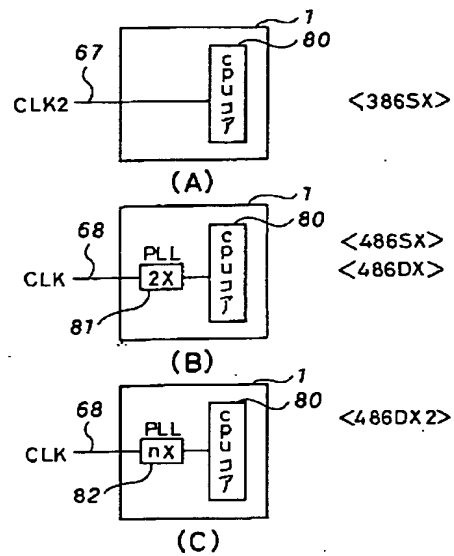 1
80
67
CLK2
cpuコア
<386SX>
(A)
1
80
68
PLL
CLK
2X
cpuコア
<486SX>
<486DX>
81
(B)
1
80
68
PLL
CLK
nX
cpuコア
<486DX2>
82
(C)